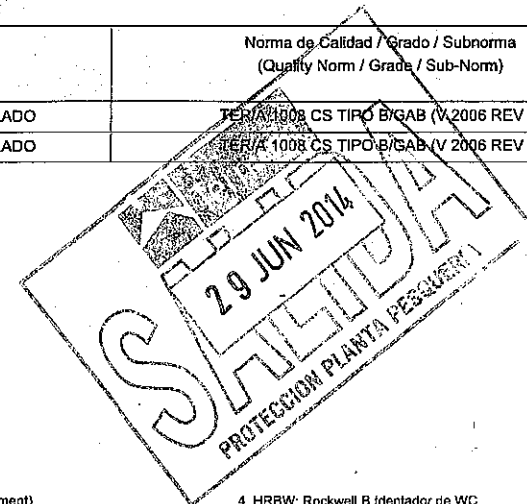 Norma de Calidad / Grado / Subnorma
(Quality Norm / Grade / Sub-Norm)
ADO TER/A 1008 CS TIPO B/GAB (V 2006 REV
ADO TER/A 1008 CS TIPO B/GAB (V 2006 REV
SALIDA
29 JUN 2014
PROTECCION PLANTA PESQUERIA
ment) 4. HRBW: Rockwell B Identador de WC